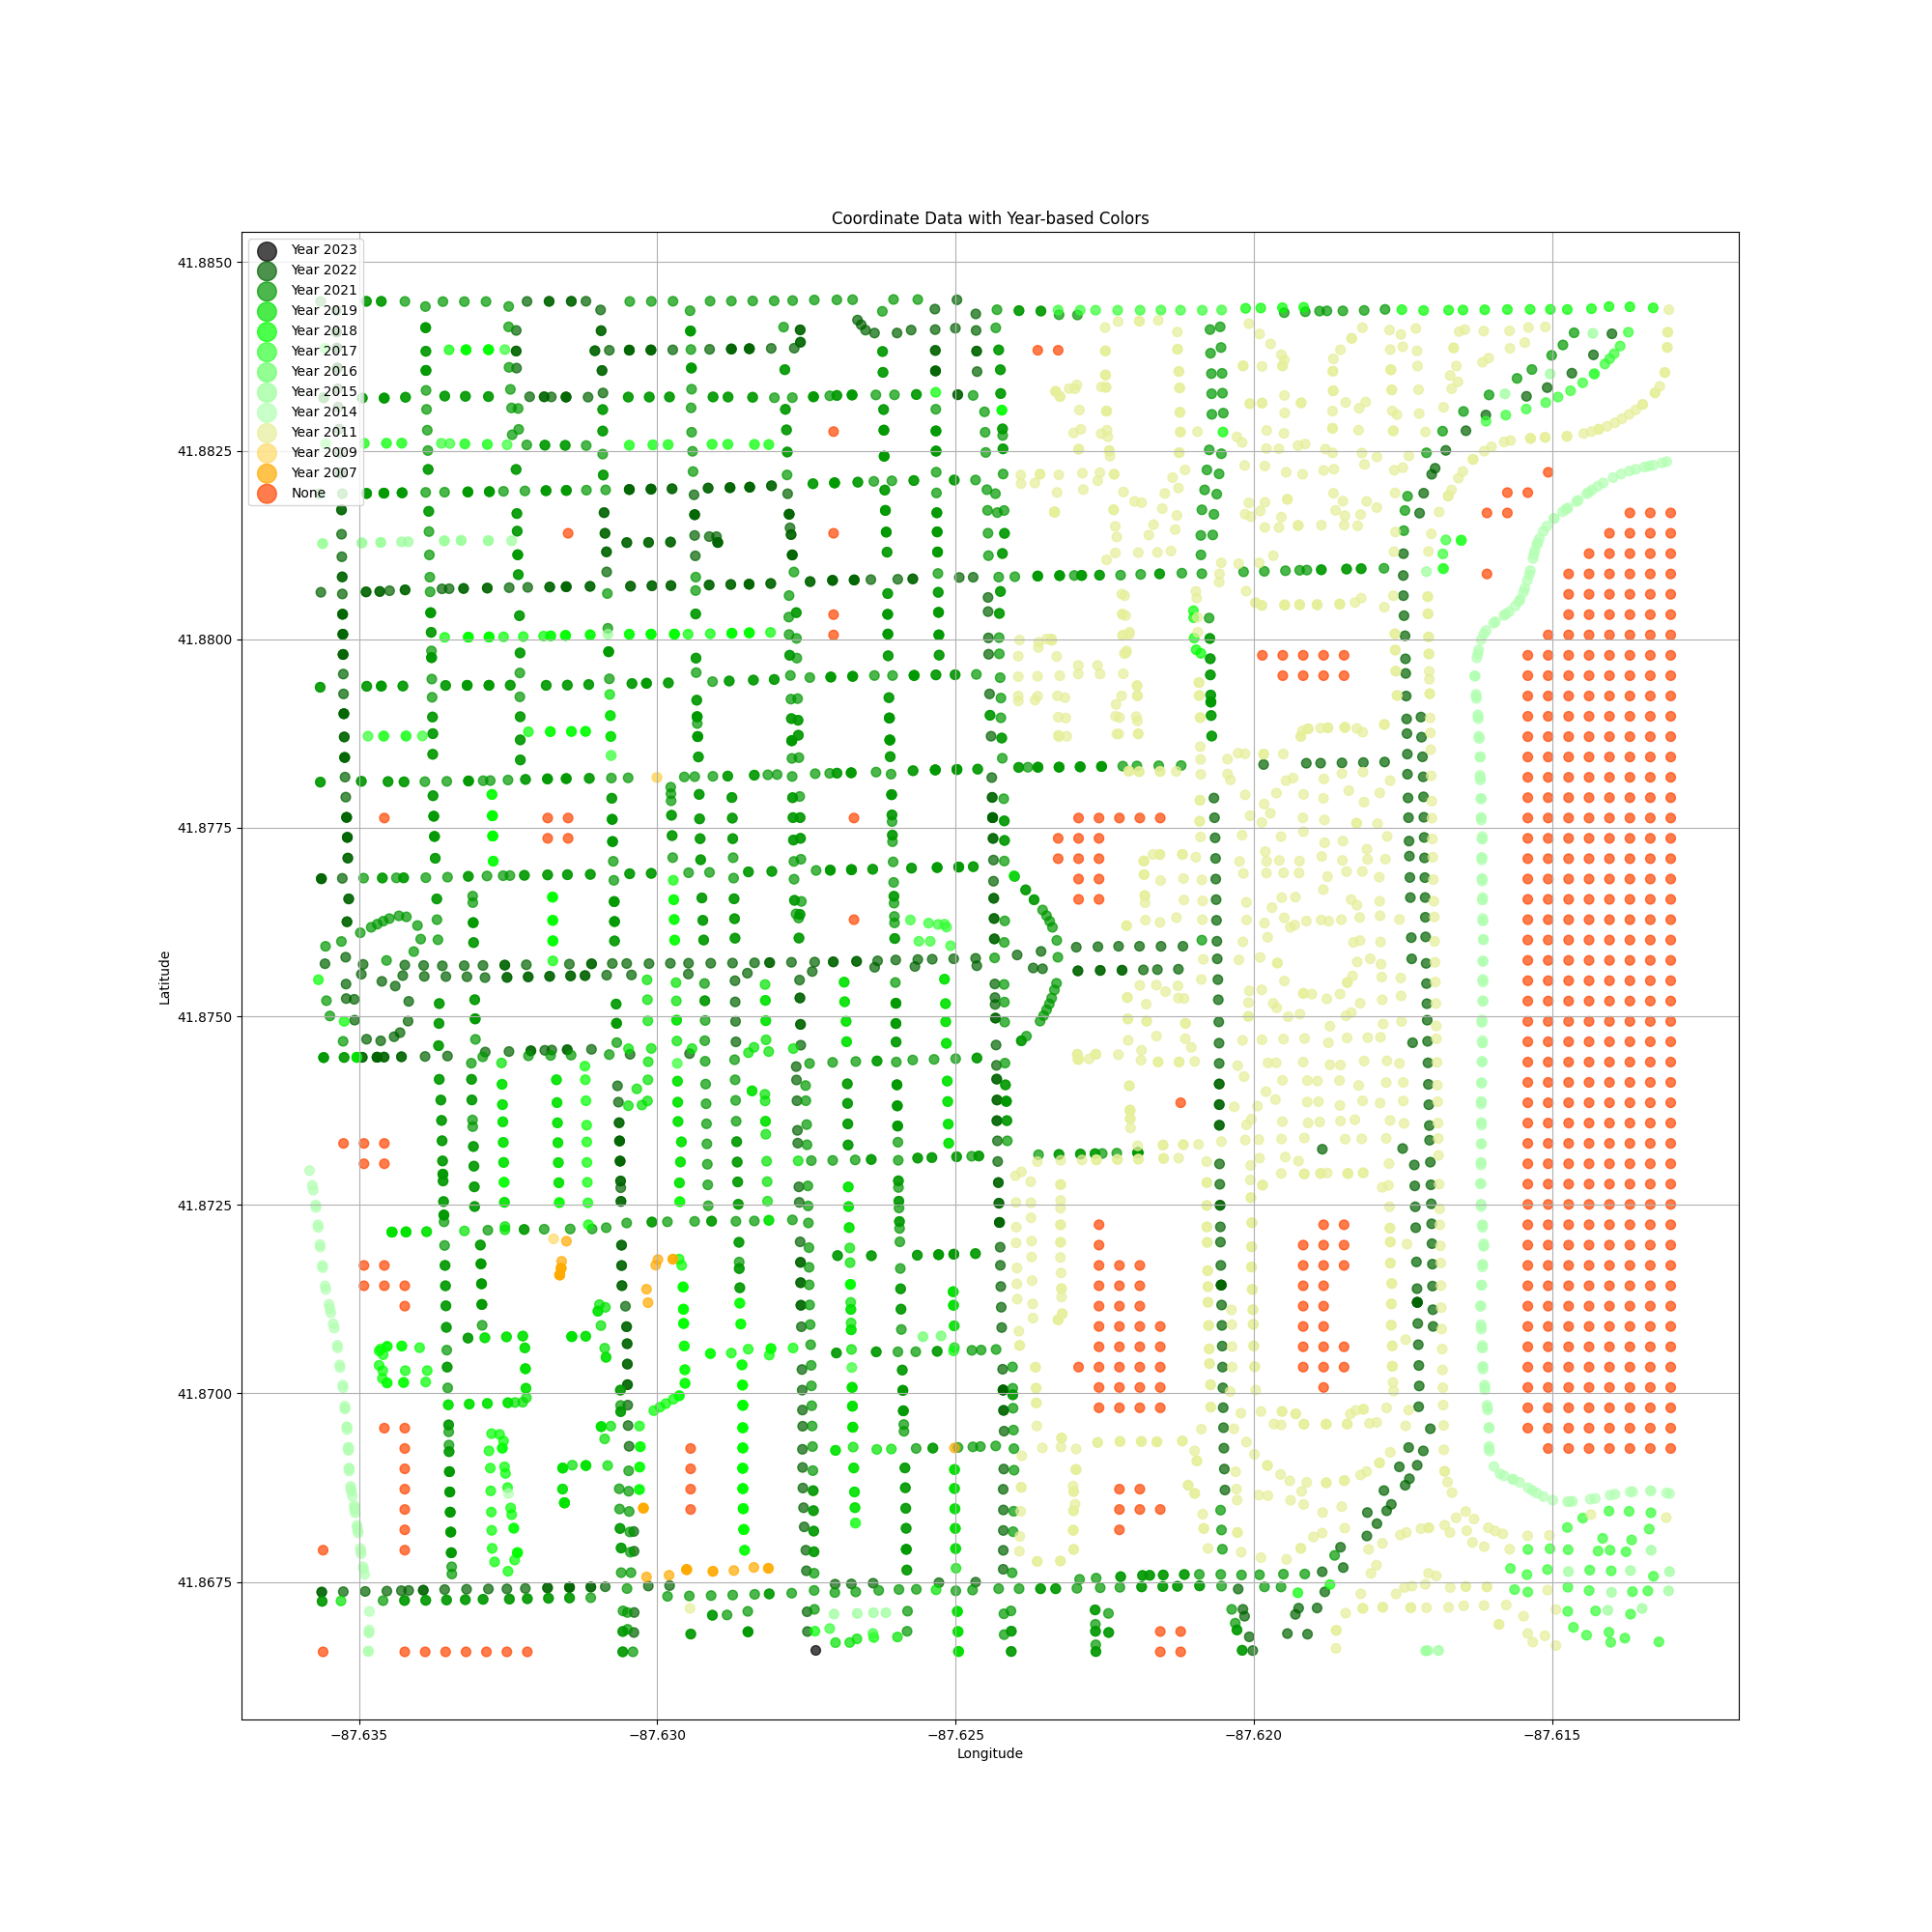 Coordinate Data with Year-based Colors
Year 2023
Year 2022
Year 2021
Year 2019
Year 2018
Year 2017
Year 2016
Year 2015
Year 2014
Year 2011
Year 2009
Year 2007
None
41.8850
41.8825
41.8800
41.8775
41.8750
41.8725
41.8700
41.8675
Latitude
−87.635
−87.630
−87.625
−87.620
−87.615
Longitude